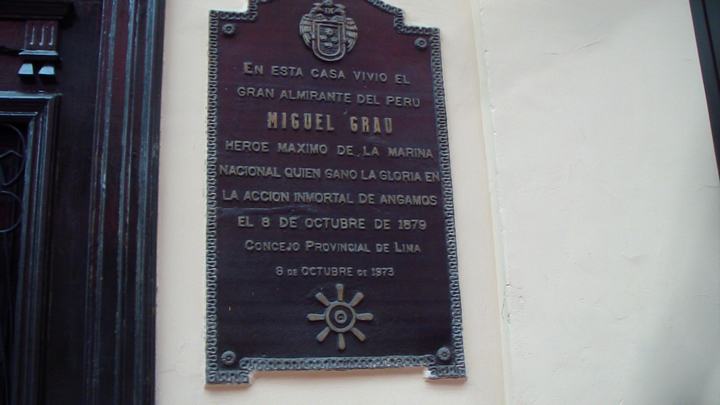 EN ESTA CASA VIVIO EL
GRAN ALMIRANTE DEL PERU
MIGUEL GRAU
HEROE MAXIMO DE LA MARINA
NACIONAL QUIEN GANO LA GLORIA EN
LA ACCION INMORTAL DE ANGAMOS
EL 8 DE OCTUBRE DE 1879
CONCEJO PROVINCIAL DE LIMA
8 DE OCTUBRE DE 1973